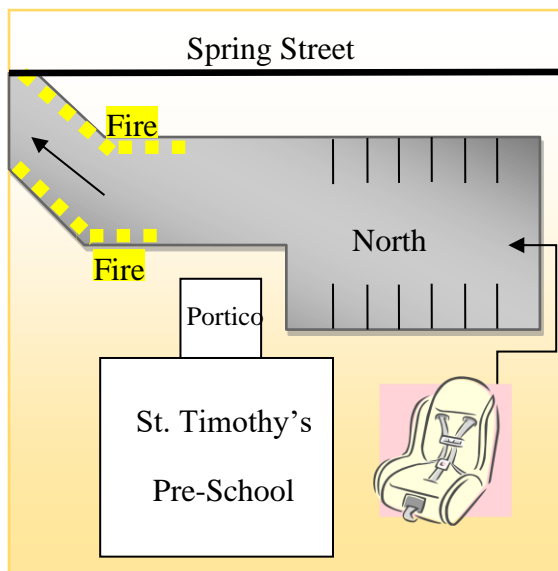 Spring Street
Fire
North
Fire
Portico
St. Timothy’s
Pre-School